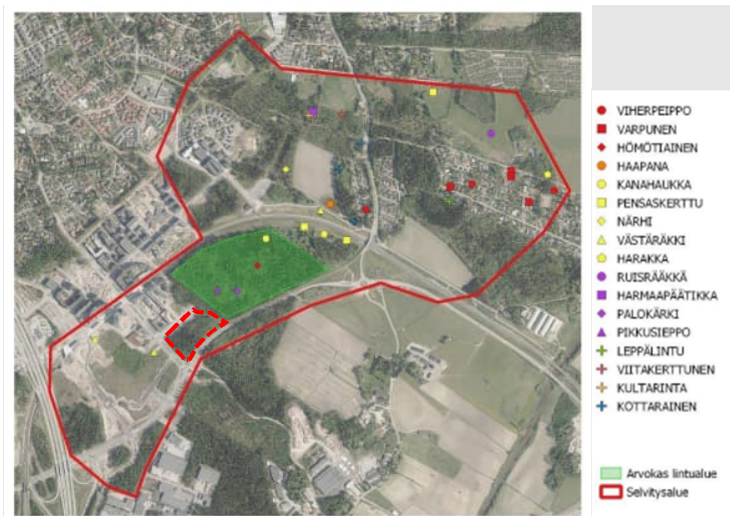 VIHERPEIPPO
VARPUNEN
HÖMÖTIAINEN
HAAPANA
KANAHAUKKA
PENSASKERTTU
NÄRHI
VÄSTÄRÄKKI
HARAKKA
RUISRÄÄKKÄ
HARMAAPÄÄTIKKA
PALOKÄRKI
PIKKUSIEPPO
LEPPÄLINTU
VIITAKERTTUNEN
KULTARINTA
KOTTARAINEN
Arvokas lintualue
Selvitysalue